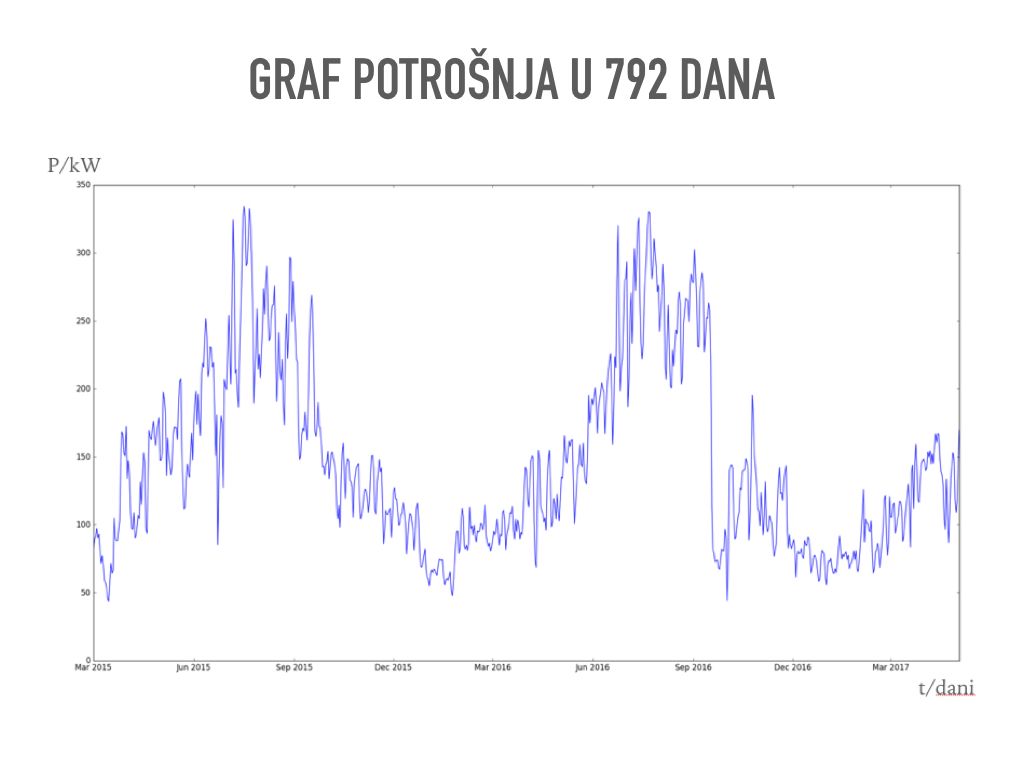 GRAF POTROŠNJA U 792 DANA
P/kW
350
300
250
200
150
100
50
0
Mar 2015 Jun 2015 Sep 2015 Dec 2015 Mar 2016 Jun 2016 Sep 2016 Dec 2016 Mar 2017
t/dani